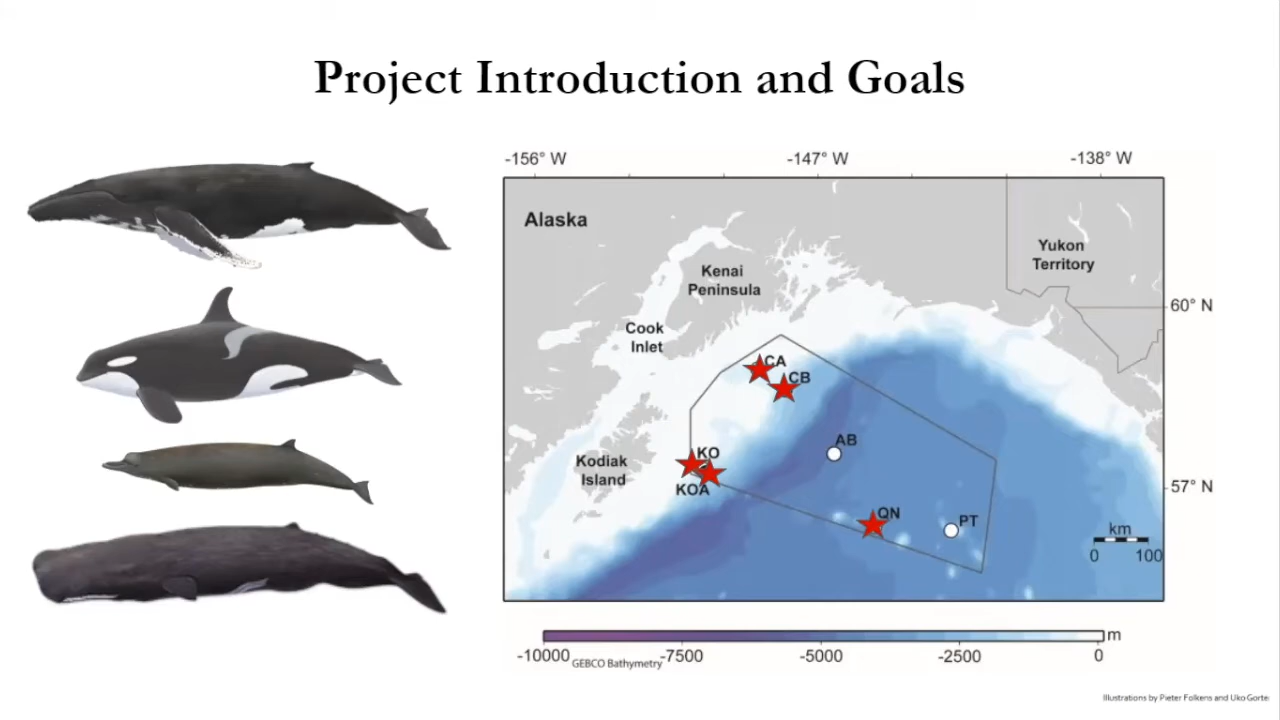 Project Introduction and Goals
-156° W
-147° W
-138° W
Alaska
Yukon
Territory
Kenai
Peninsula
60° N
Cook
Inlet
CA
CB
AB
KO
Kodiak
Island
KOA
57° N
QN
PT
km
0 100
m
-10000 -7500 -5000 -2500 0
GEBCO Bathymetry
Illustrations by Pieter Folkens and Uko Gorte